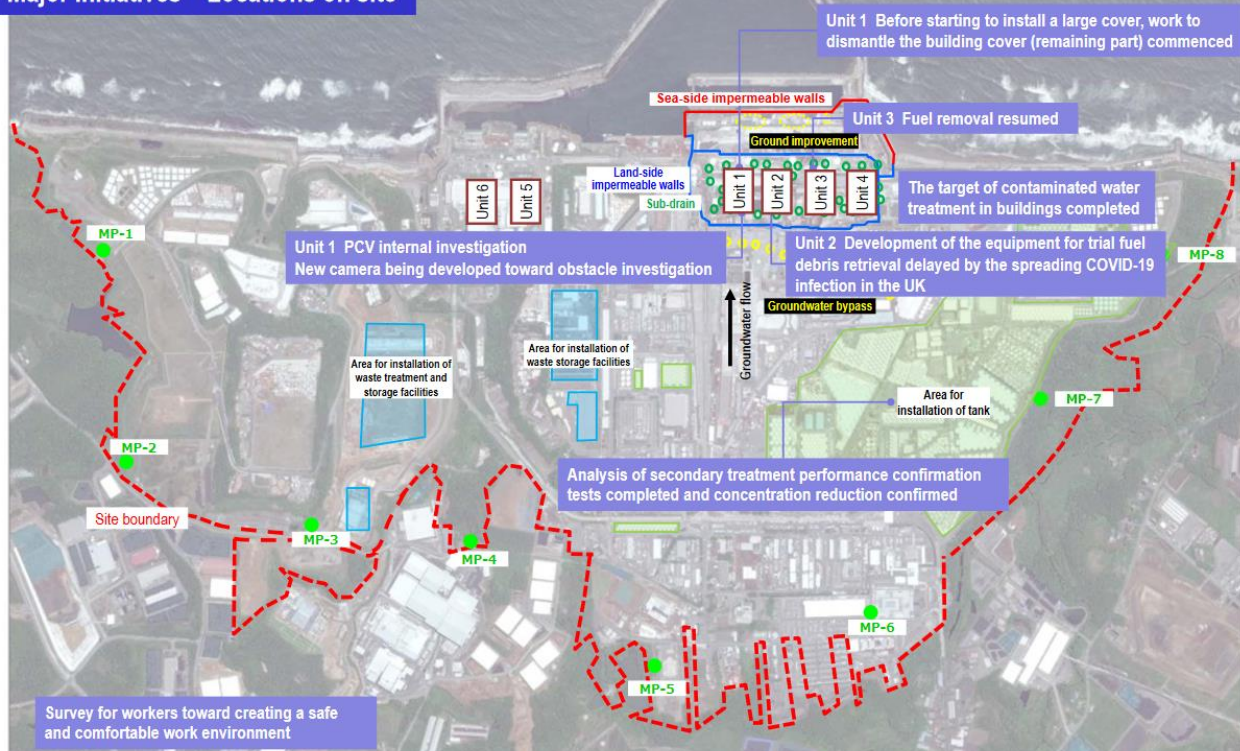 Major initiatives – Locations on site
Unit 1 Before starting to install a large cover, work to
dismantle the building cover (remaining part) commenced
Sea-side impermeable walls
Unit 3 Fuel removal resumed
Ground improvement
Land-side
impermeable walls
Sub-drain
Unit 6
Unit 5
Unit 1
Unit 2
Unit 3
Unit 4
The target of contaminated water
treatment in buildings completed
MP-1
Unit 1 PCV internal investigation
New camera being developed toward obstacle investigation
Unit 2 Development of the equipment for trial fuel
debris retrieval delayed by the spreading COVID-19
infection in the UK
MP-8
Groundwater bypass
Groundwater flow
Area for installation of
waste treatment and
storage facilities
Area for installation of
waste storage facilities
Area for
installation of tank
MP-7
MP-2
Analysis of secondary treatment performance confirmation
tests completed and concentration reduction confirmed
Site boundary
MP-3
MP-4
MP-6
MP-5
Survey for workers toward creating a safe
and comfortable work environment